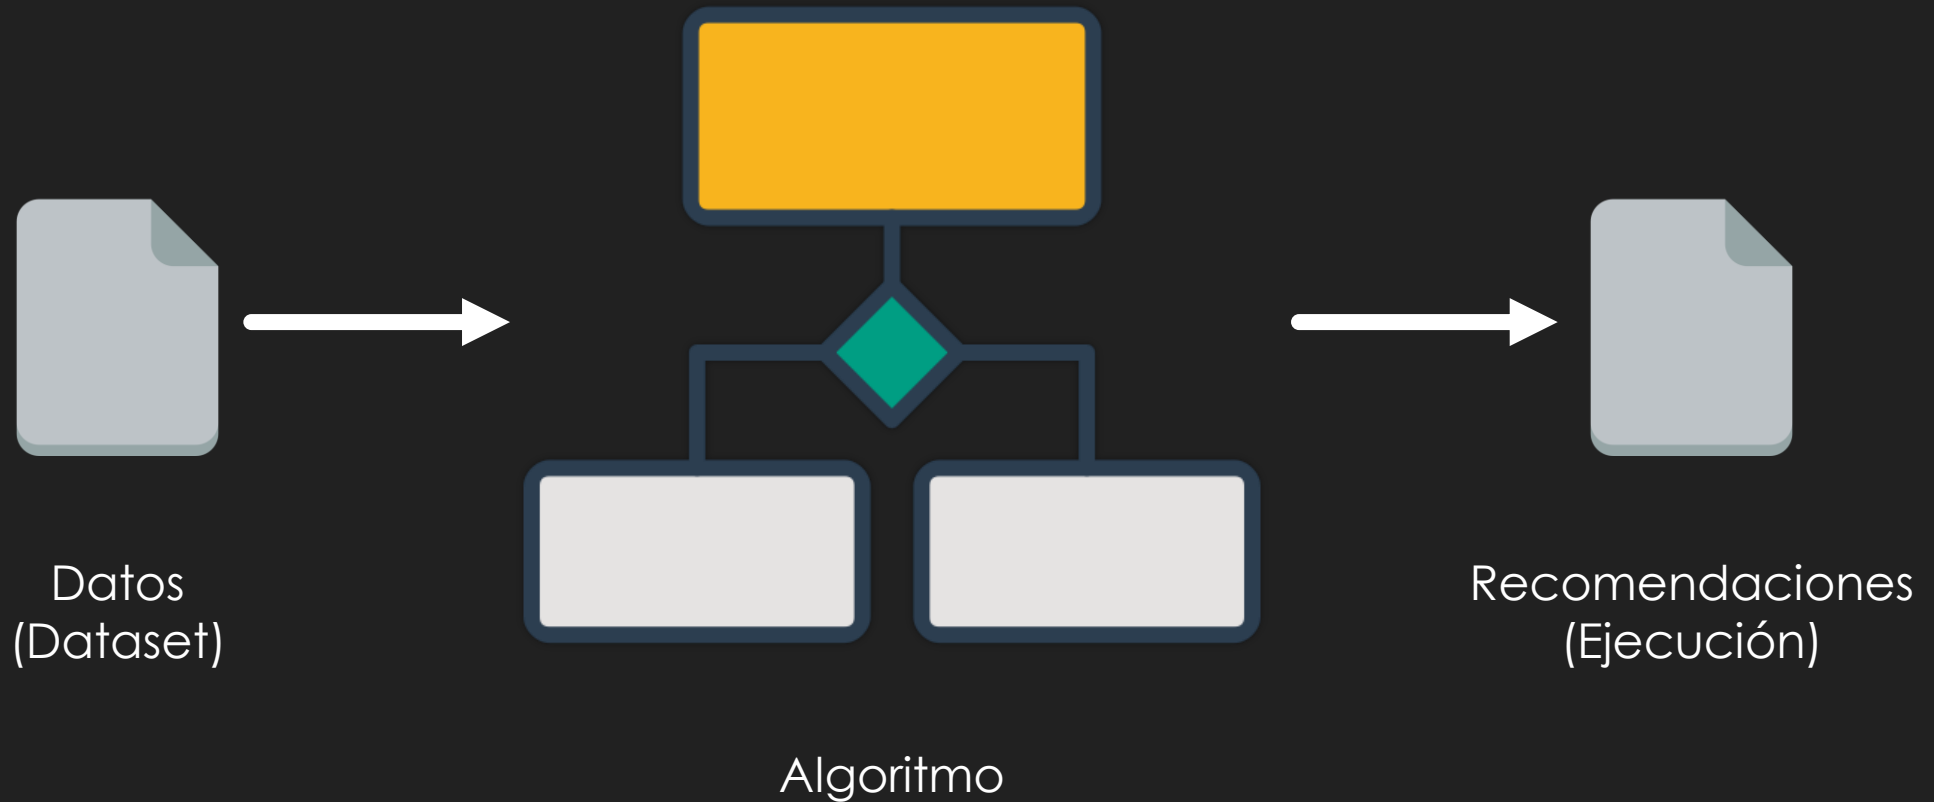 Datos
(Dataset)
Algoritmo
Recomendaciones
(Ejecución)